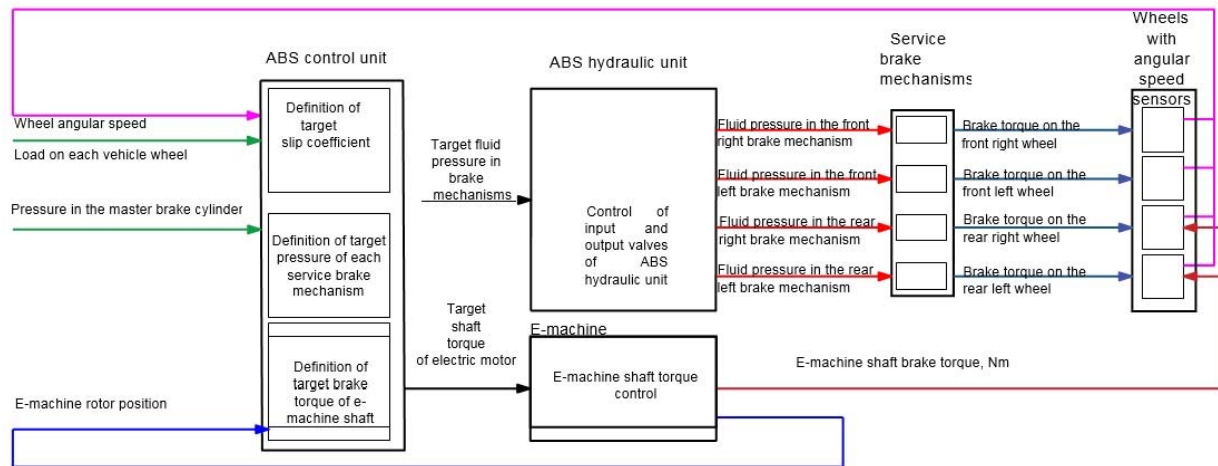 ABS control unit
Definition of
target
slip coefficient
Wheel angular speed
Load on each vehicle wheel
Pressure in the master brake cylinder
Definition of target
pressure of each
service brake
mechanism
Definition of
target brake
torque of e-
machine shaft
E-machine rotor position
Target fluid
pressure in
brake
mechanisms
Target
shaft
torque
of electric motor
ABS hydraulic unit
Control of
input and
output valves
of ABS
hydraulic unit
E-machine
E-machine shaft torque
control
Fluid pressure in the front
right brake mechanism
Fluid pressure in the front
left brake mechanism
Fluid pressure in the rear
right brake mechanism
Fluid pressure in the rear
left brake mechanism
Service
brake
mechanisms
Brake torque on the
front right wheel
Brake torque on the
front left wheel
Brake torque on the
rear right wheel
Brake torque on the
rear left wheel
Wheels
with
angular
speed
sensors
E-machine shaft brake torque, Nm